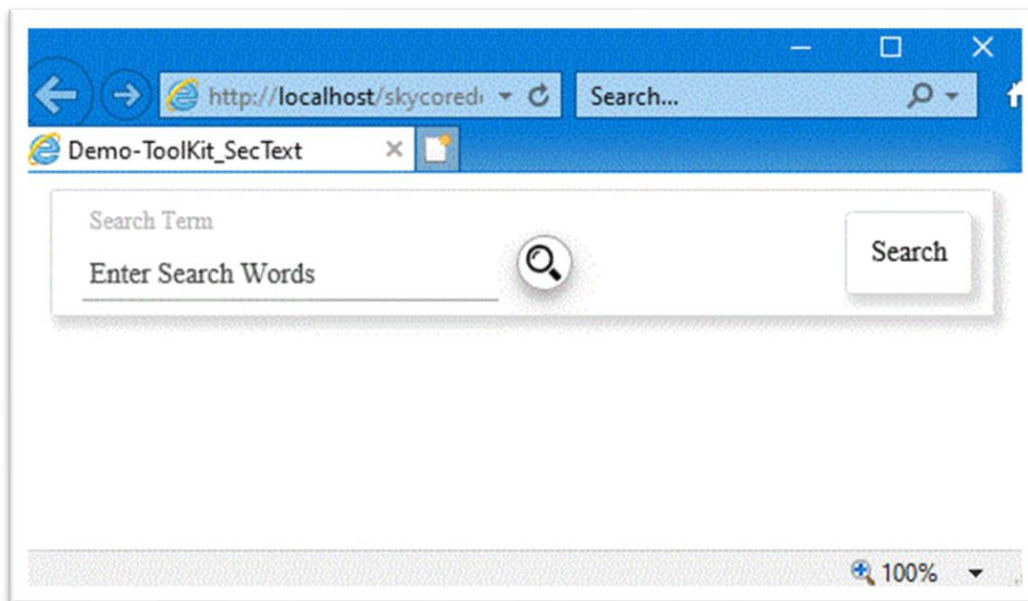 http://localhost/skycored
Search...
Demo-ToolKit_SecText
Search Term
Enter Search Words
Search
100%